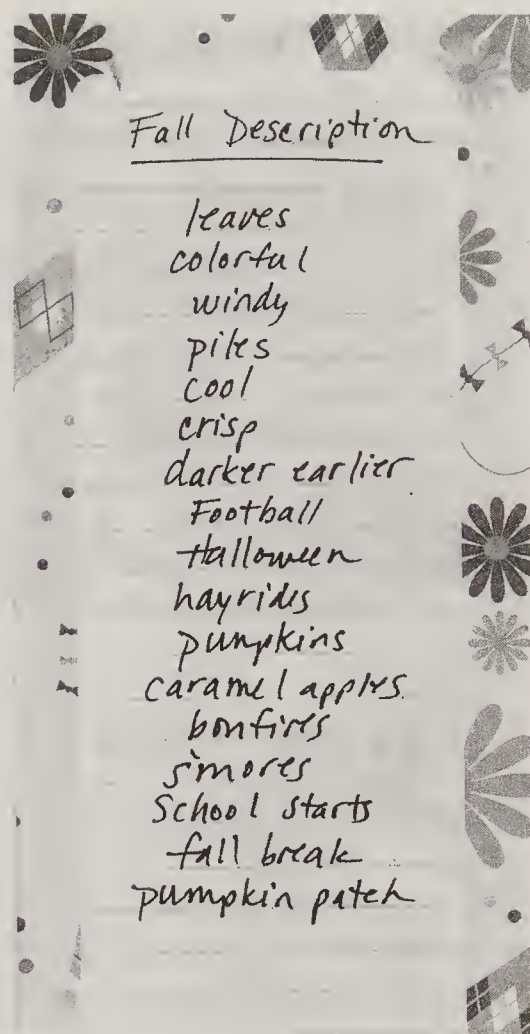 Fall Description
leaves
colorful
windy
piles
cool
crisp
darker earlier
Football
Halloween
hayrides
pumpkins
caramel apples
bonfires
s'mores
School starts
fall break
pumpkin patch